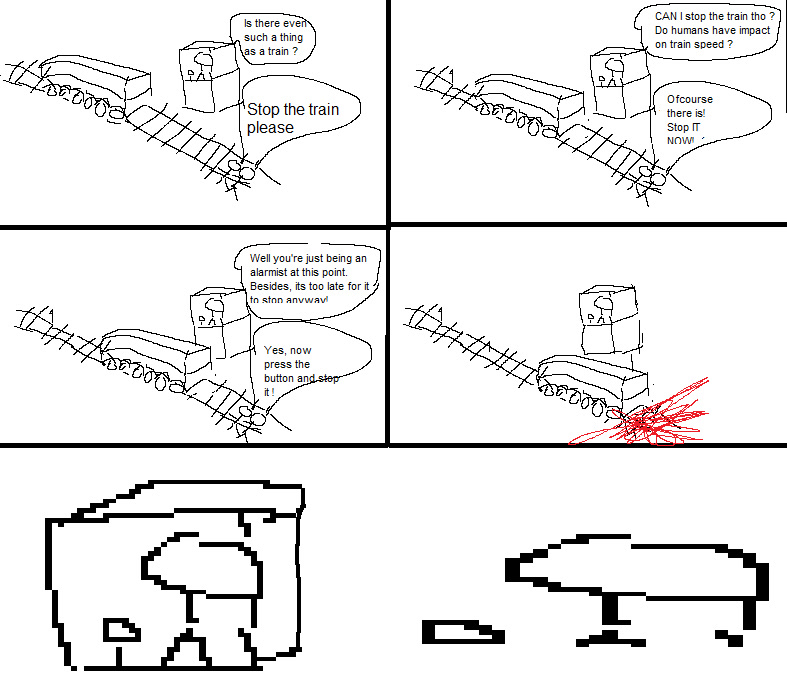 Is there even
such a thing
as a train ?
Stop the train
please
CAN I stop the train tho ?
Do humans have impact
on train speed ?
Ofcourse
there is!
Stop IT
NOW!
Well you're just being an
alarmist at this point.
Besides, its too late for it
to stop anyway!
Yes, now
press the
button and stop
it !